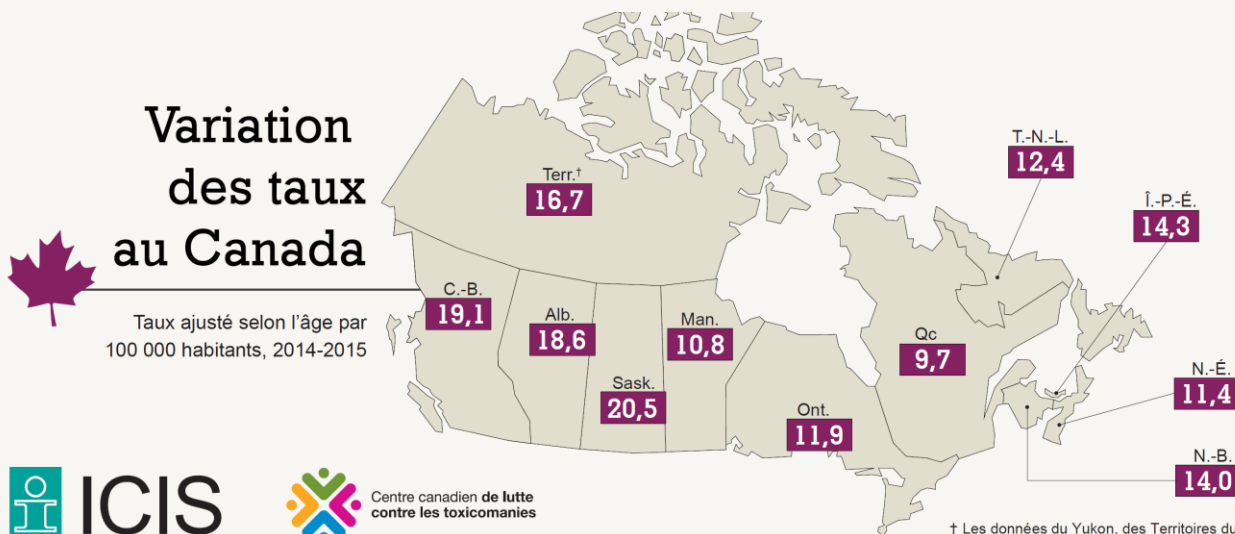 Variation
des taux
au Canada
Taux ajusté selon l’âge par
100 000 habitants, 2014-2015
Terr.†
16,7
C.-B.
19,1
Alb.
18,6
Sask.
20,5
Man.
10,8
Ont.
11,9
Qc
9,7
T.-N.-L.
12,4
Î.-P.-É.
14,3
N.-É.
11,4
N.-B.
14,0
ICIS
Centre canadien de lutte
contre les toxicomanies
† Les données du Yukon, des Territoires du